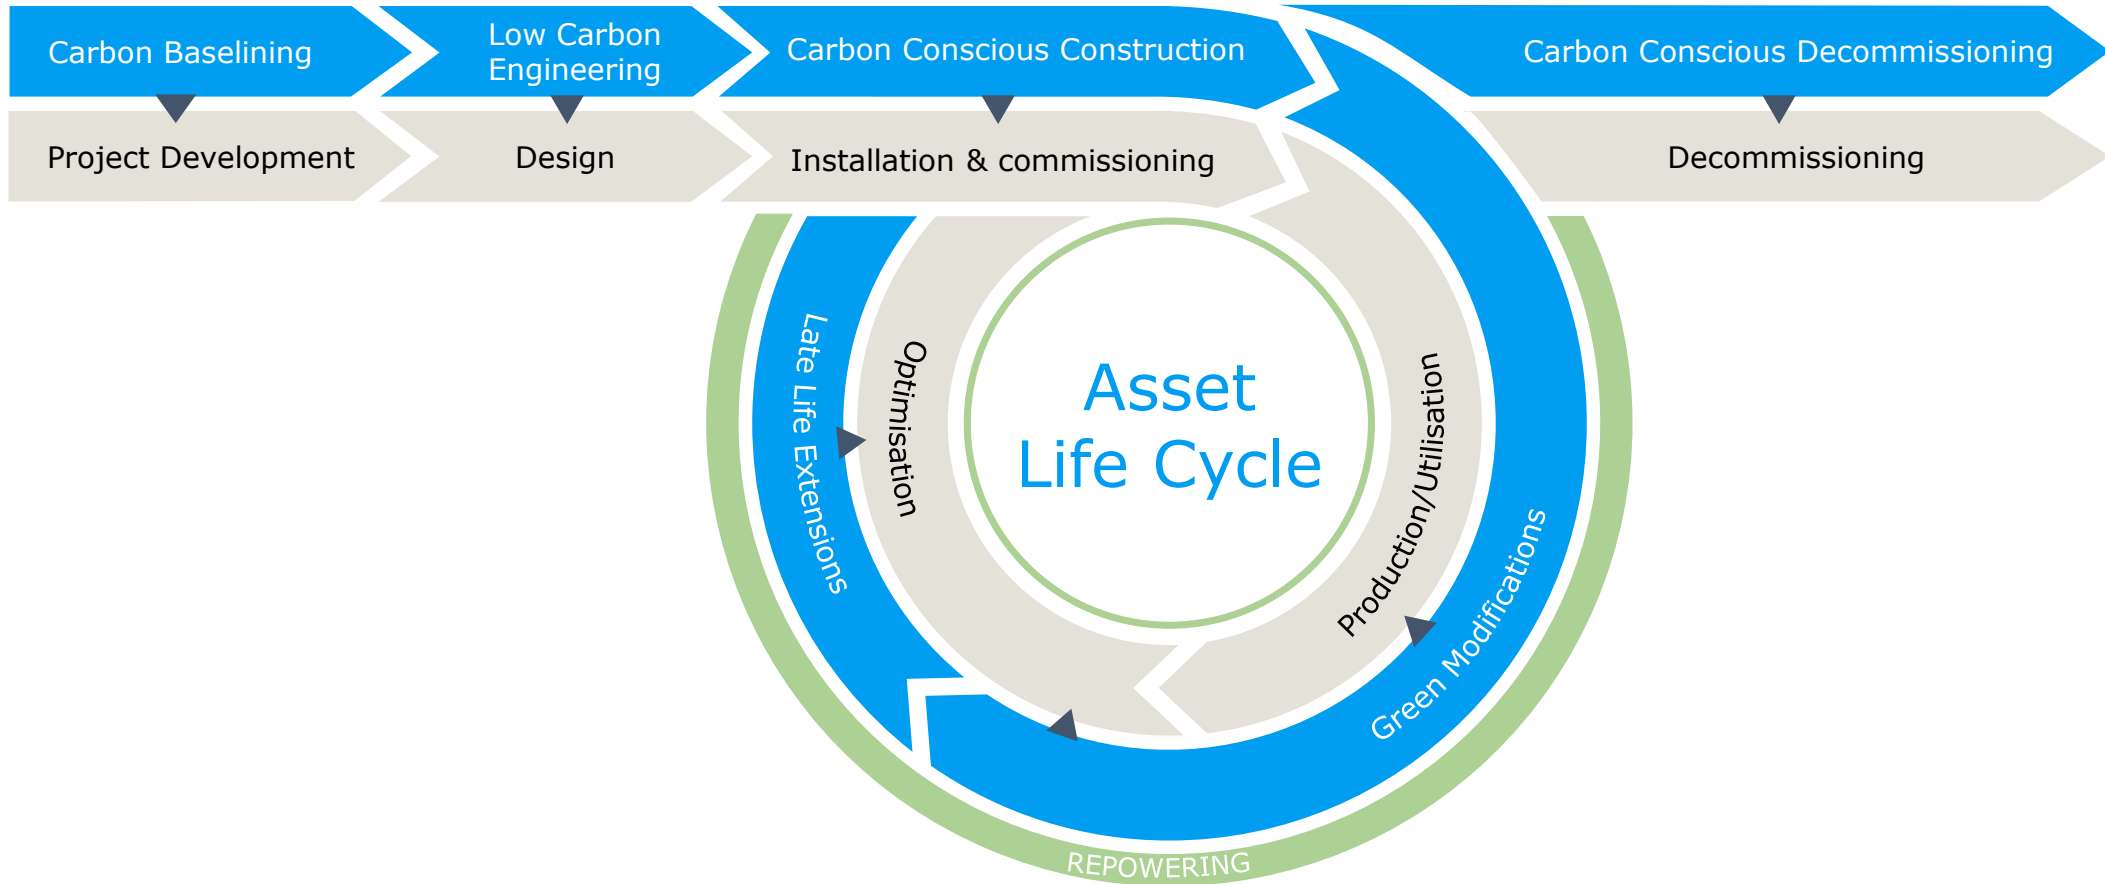 Carbon Baselining
Low Carbon
Engineering
Carbon Conscious Construction
Carbon Conscious Decommissioning
Project Development
Design
Installation & commissioning
Decommissioning
Late Life Extensions
Optimisation
Asset
Life Cycle
Production/Utilisation
Green Modifications
REPOWERING